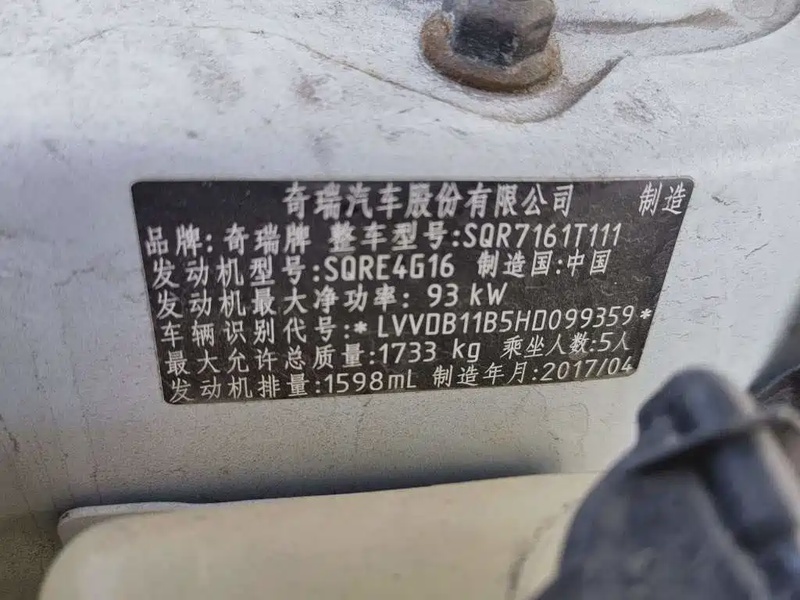 奇瑞汽车股份有限公司 制造
品牌:奇瑞牌 整车型号:SQR7161T111
发动机型号:SQRE4G16 制造国:中国
发动机最大净功率: 93 kW
车辆识别代号:*LVVDB11B5HD099359*
最大允许总质量:1733 kg 乘坐人数:5人
发动机排量:1598mL 制造年月:2017/04